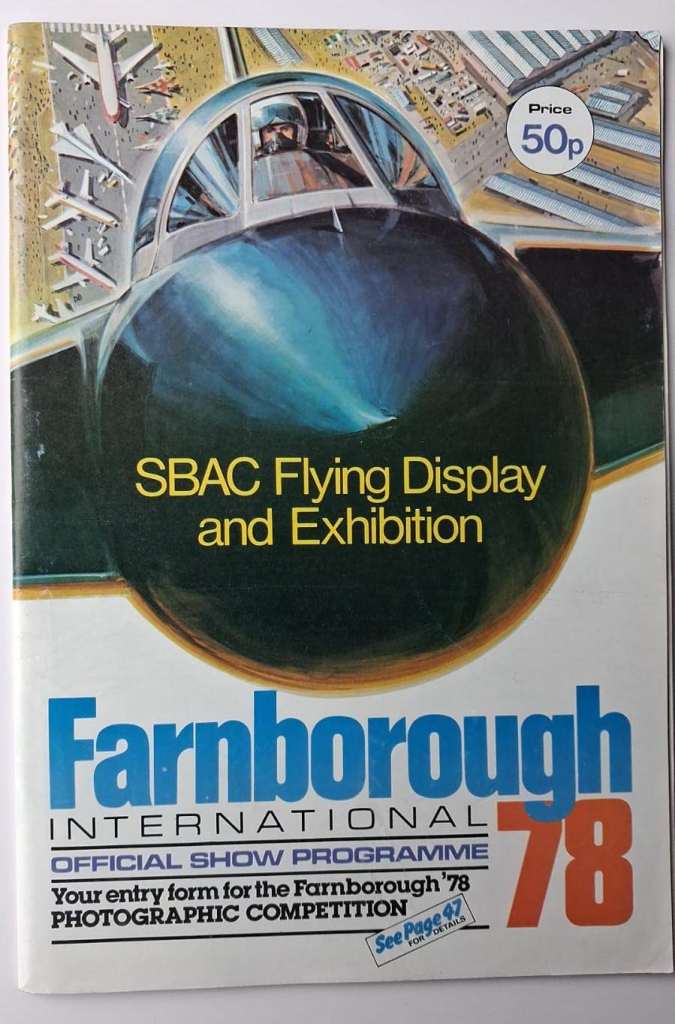 Price
50p
SBAC Flying Display
and Exhibition
Farnborough
INTERNATIONAL
78
OFFICIAL SHOW PROGRAMME
Your entry form for the Farnborough '78
PHOTOGRAPHIC COMPETITION
See Page 47
FOR DETAILS